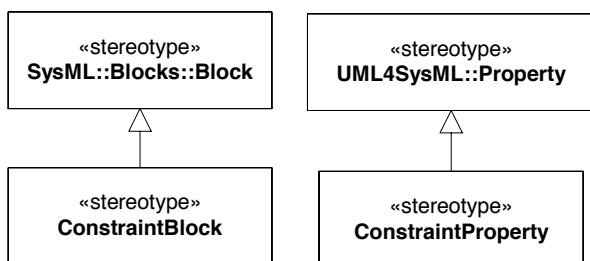 «stereotype»
SysML::Blocks::Block
«stereotype»
UML4SysML::Property
«stereotype»
ConstraintBlock
«stereotype»
ConstraintProperty